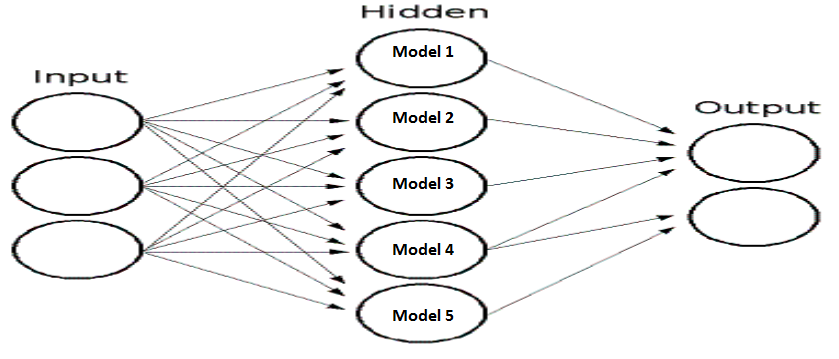 Hidden
Input
Output
Model 1
Model 2
Model 3
Model 4
Model 5